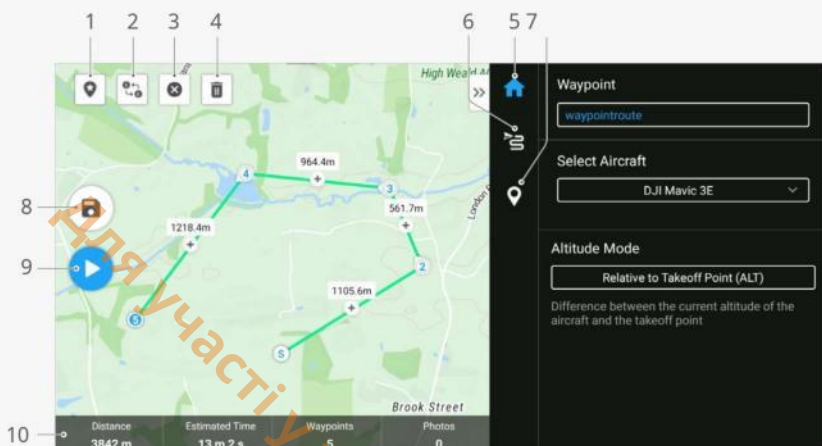 1 2 3 4 6 5 7
High Weald
Waypoint
waypointroute
Select Aircraft
DJI Mavic 3E
Altitude Mode
Relative to Takeoff Point (ALT)
Difference between the current altitude of the
aircraft and the takeoff point
964.4m
4
3
561.7m
London
8
1218.4m
2
9
1105.6m
5
S
Для участі у
Brook Street
10
Distance Estimated Time Waypoints Photos
3842 m 13 m 2 s 5 0